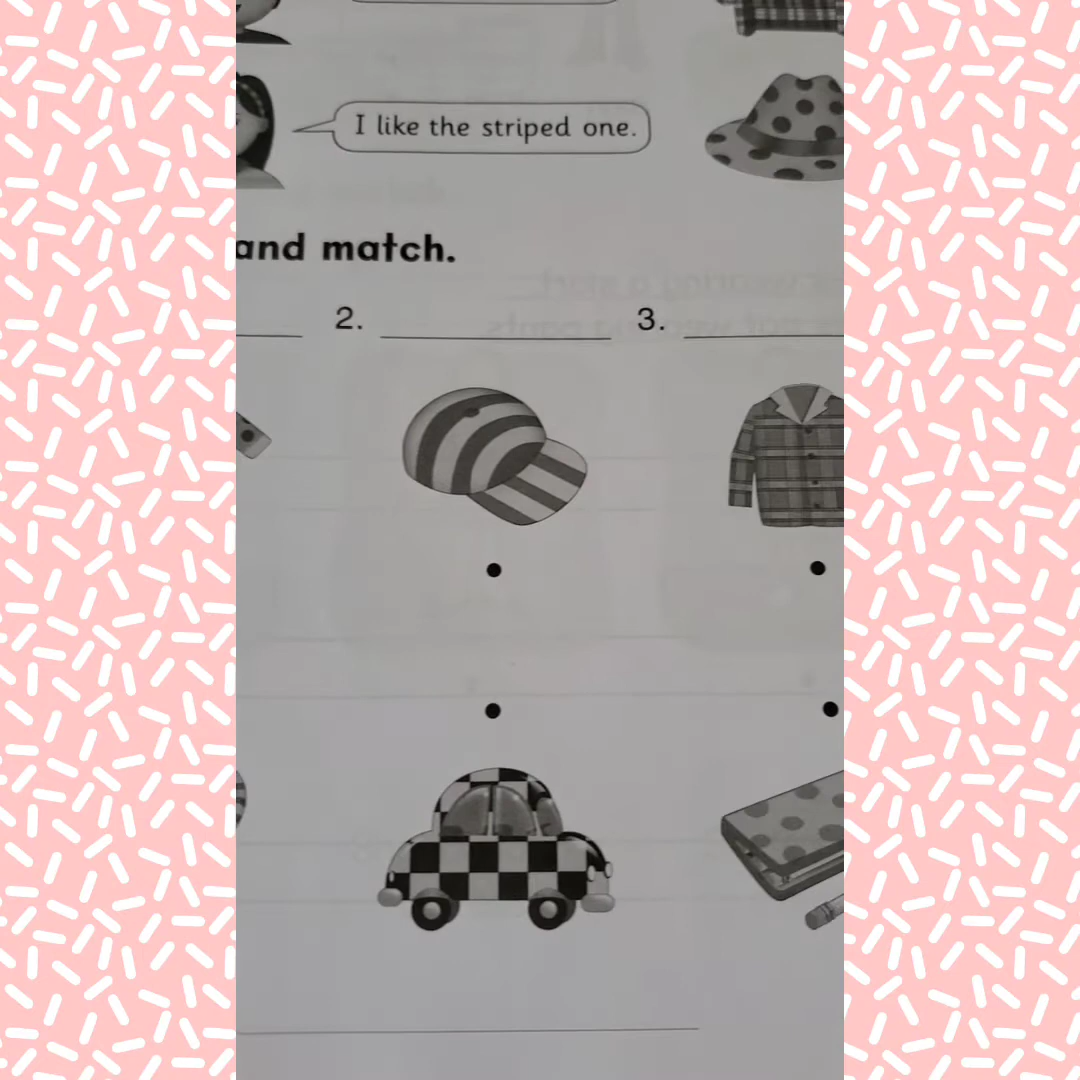 I like the striped one.
and match.
2. 3.